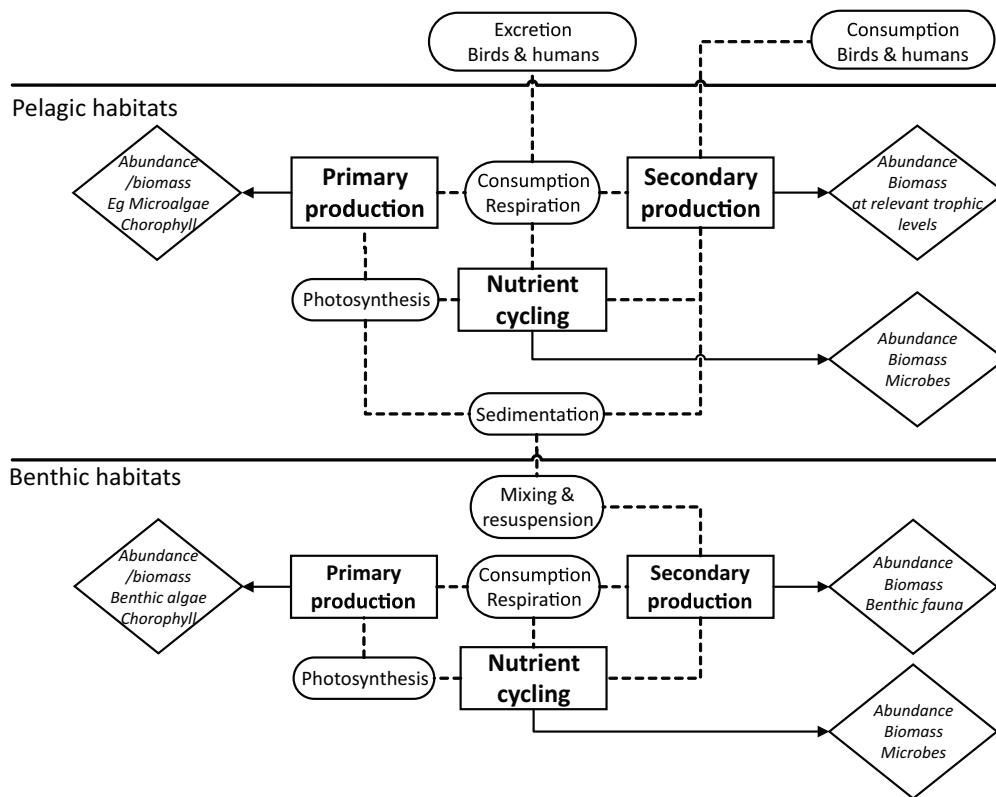 Excretion
Birds & humans
Consumption
Birds & humans
Pelagic habitats
Abundance
/biomass
Eg Microalgae
Chorophyll
Primary
production
Consumption
Respiration
Secondary
production
Abundance
Biomass
at relevant trophic
levels
Photosynthesis
Nutrient
cycling
Abundance
Biomass
Microbes
Sedimentation
Benthic habitats
Mixing &
resuspension
Abundance
/biomass
Benthic algae
Chorophyll
Primary
production
Consumption
Respiration
Secondary
production
Abundance
Biomass
Benthic fauna
Photosynthesis
Nutrient
cycling
Abundance
Biomass
Microbes